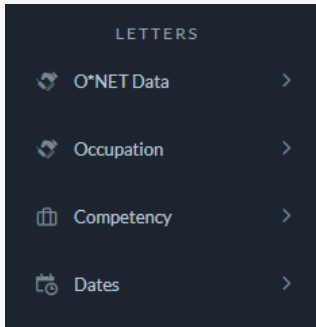 LETTERS
O*NET Data
Occupation
Competency
Dates